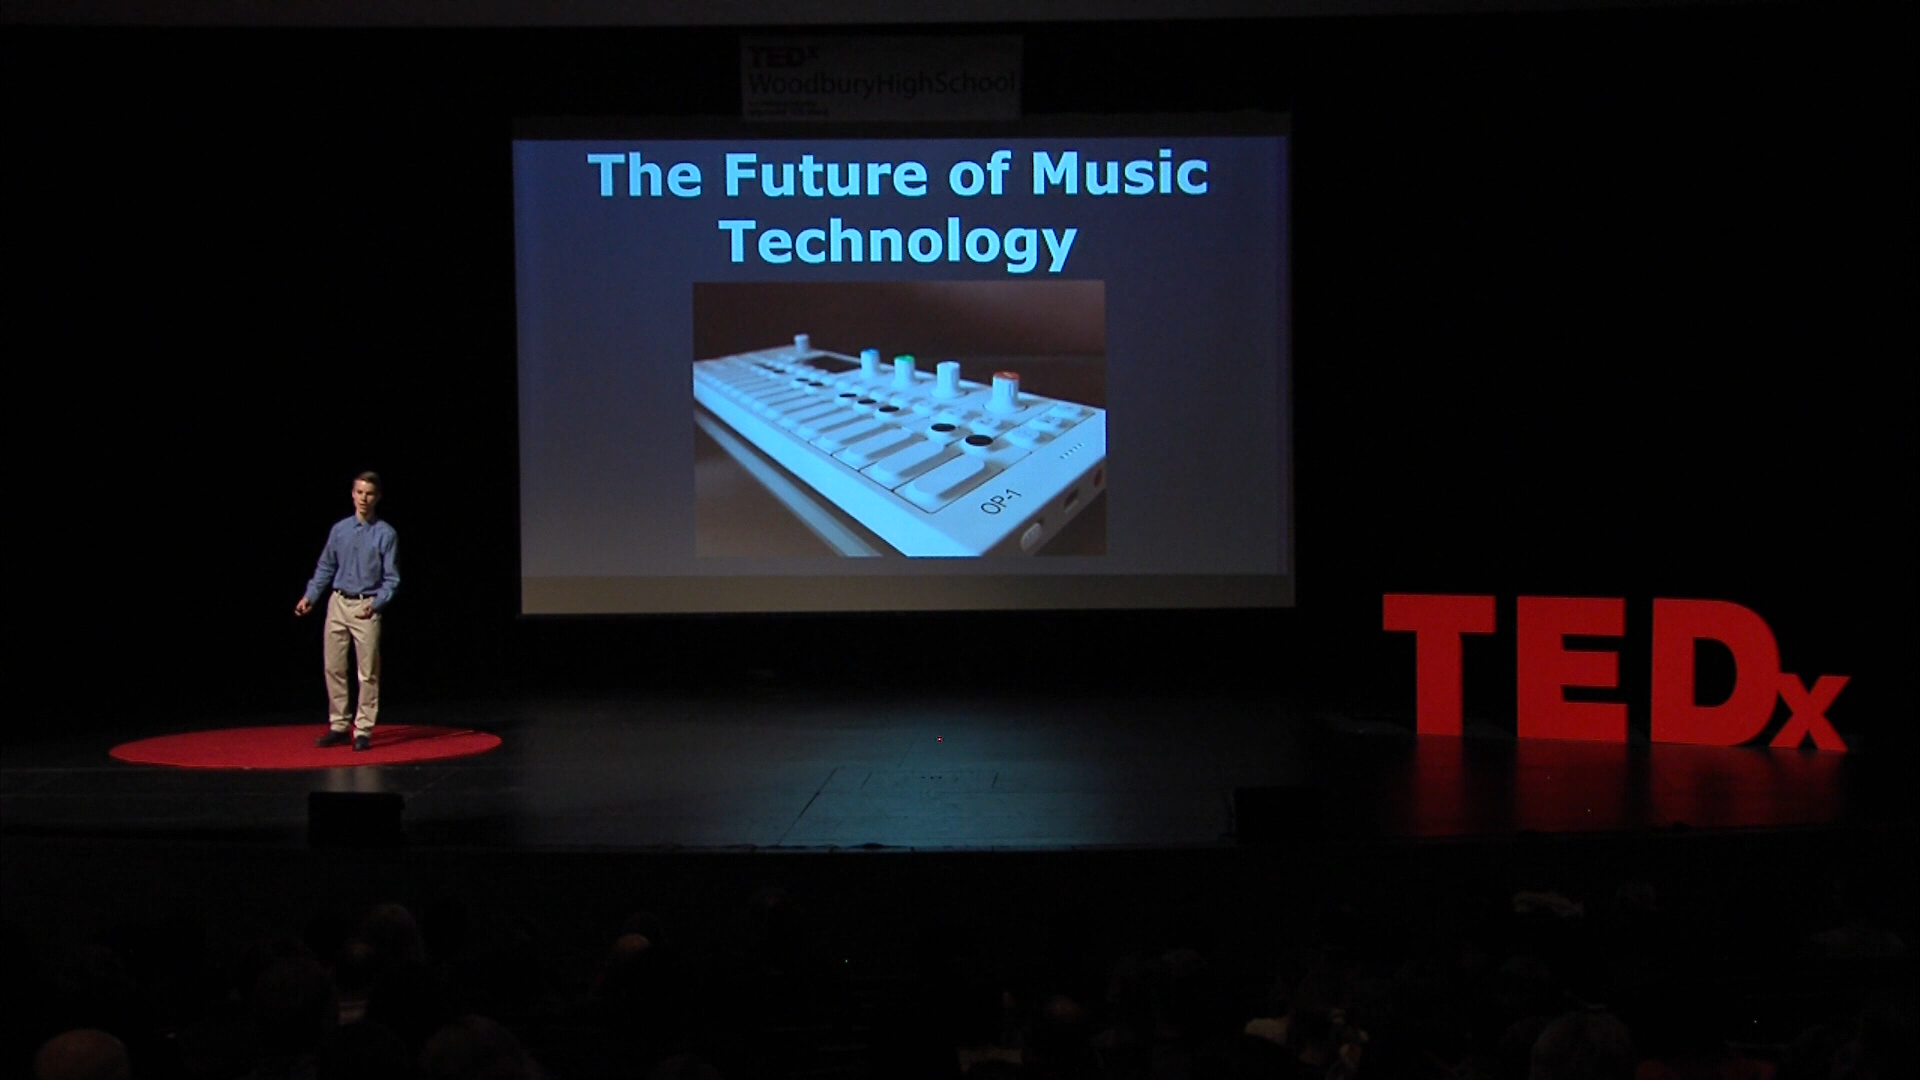 TEDx
WoodburyHighSchool
The Future of Music
Technology
OP-1
TEDx